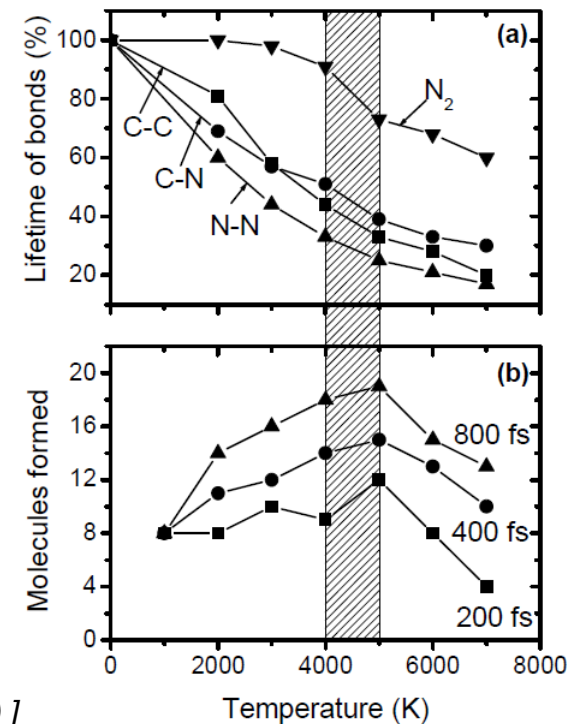 (a)
Lifetime of bonds (%)
100
80
60
40
20
C-C
C-N
N-N
N₂
(b)
Molecules formed
20
16
12
8
4
0
800 fs
400 fs
200 fs
0 2000 4000 6000 8000
Temperature (K)